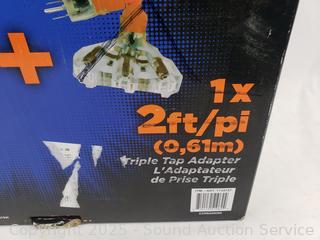 +
1x
2ft/pi
(0,61m)
Triple Tap Adapter
L'Adaptateur
de Prise Triple
Copyright 2025 - Sound Auction Service